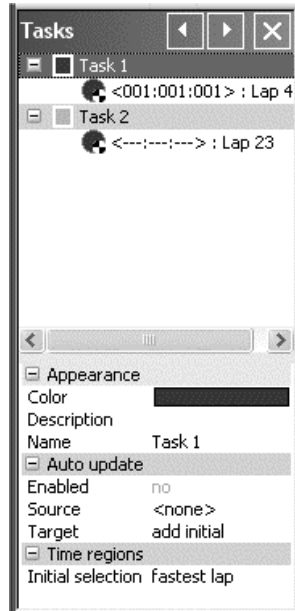 Tasks
Task 1
<001:001:001> : Lap 4
Task 2
<---:---:---> : Lap 23
Appearance
Color
Description
Name Task 1
Auto update
Enabled no
Source <none>
Target add initial
Time regions
Initial selection fastest lap